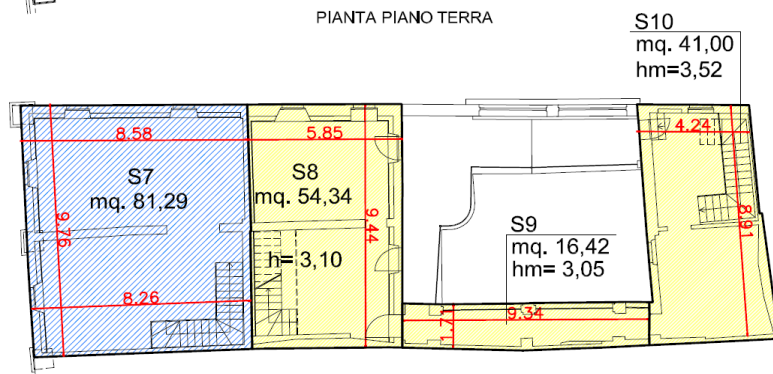 PIANTA PIANO TERRA
S10
mq. 41,00
hm=3,52
8.58
5.85
4.24
S7
mq. 81,29
S8
mq. 54,34
9.76
9.44
8.91
S9
mq. 16,42
hm= 3,05
h= 3,10
8.26
9.34